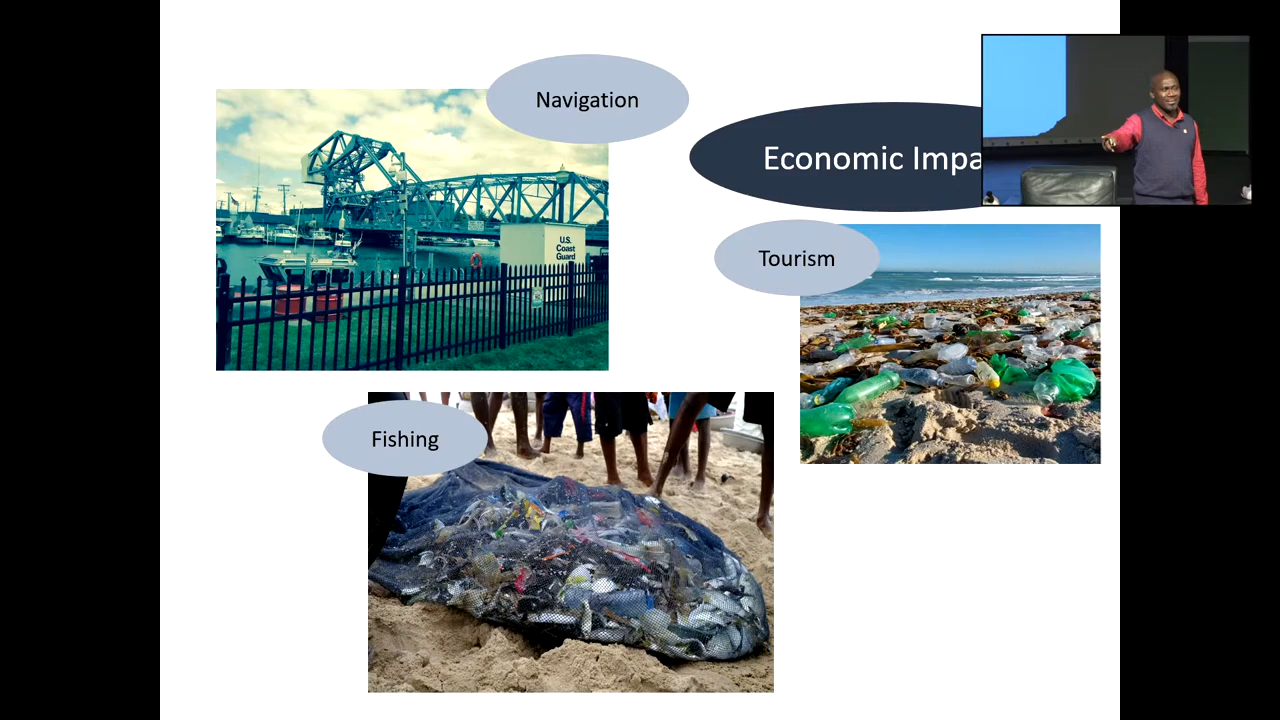 Navigation
Economic Impa
U.S.
Coast
Guard
Tourism
Fishing